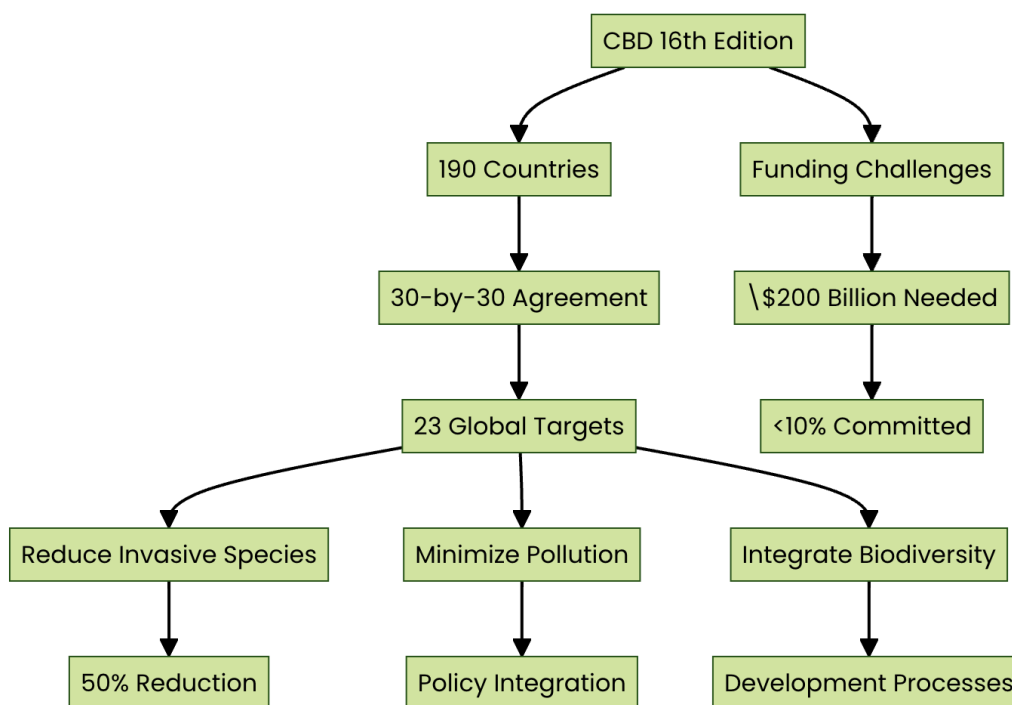 CBD 16th Edition
190 Countries
Funding Challenges
30-by-30 Agreement
\$200 Billion Needed
23 Global Targets
<10% Committed
Reduce Invasive Species
Minimize Pollution
Integrate Biodiversity
50% Reduction
Policy Integration
Development Processes